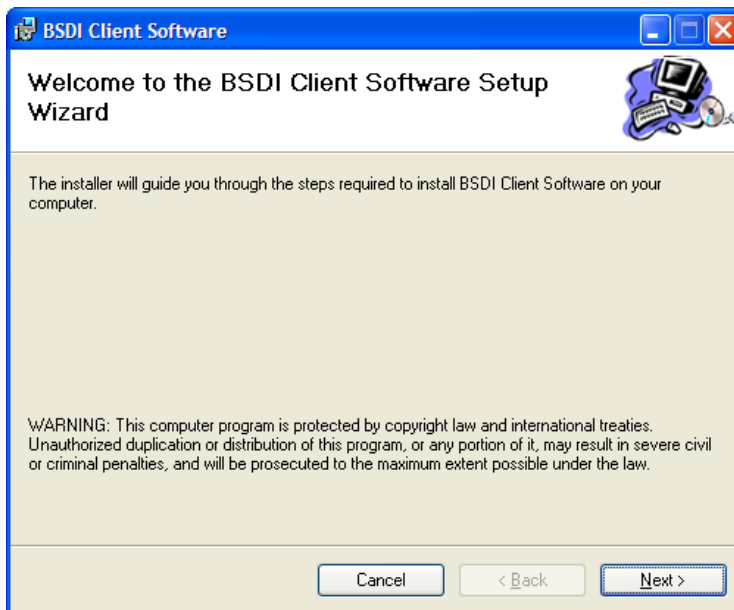 BSDI Client Software
Welcome to the BSDI Client Software Setup
Wizard
The installer will guide you through the steps required to install BSDI Client Software on your
computer.
WARNING: This computer program is protected by copyright law and international treaties.
Unauthorized duplication or distribution of this program, or any portion of it, may result in severe civil
or criminal penalties, and will be prosecuted to the maximum extent possible under the law.
Cancel < Back Next >